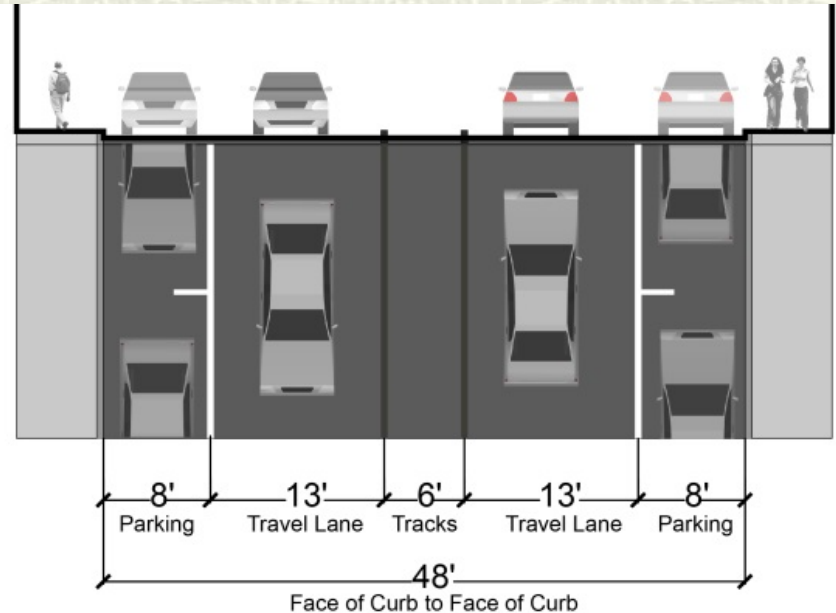 8' 13' 6' 13' 8'
Parking Travel Lane Tracks Travel Lane Parking
48'
Face of Curb to Face of Curb